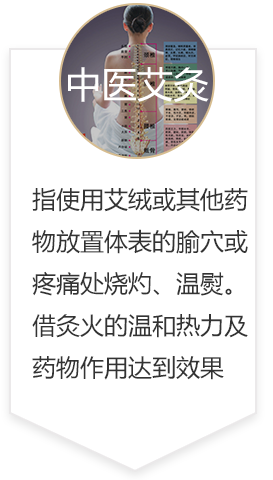 中医艾灸
指使用艾绒或其他药
物放置体表的腧穴或
疼痛处烧灼、温熨。
借灸火的温和热力及
药物作用达到效果